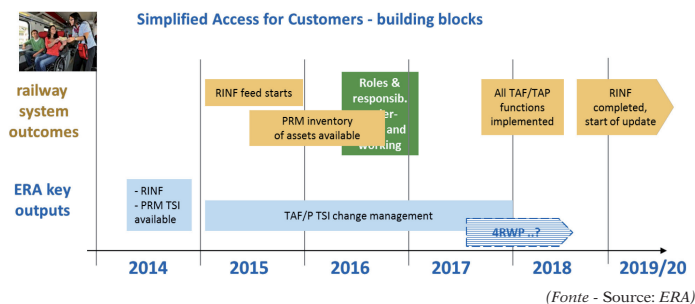 Simplified Access for Customers - building blocks
railway
system
outcomes
RINF feed starts
PRM inventory
of assets available
Roles &
responsib.
and
working
All TAF/TAP
functions
implemented
RINF
completed,
start of update
ERA key
outputs
- RINF
- PRM TSI
available
TAF/P TSI change management
4RWP ..?
2014
2015
2016
2017
2018
2019/20
(Fonte - Source: ERA)